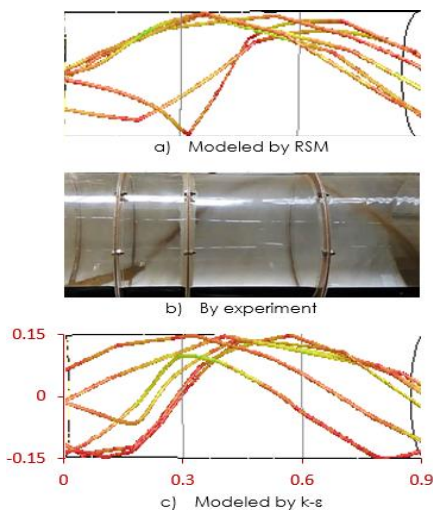 a) Modeled by RSM
b) By experiment
0.15
0
-0.15
0 0.3 0.6 0.9
c) Modeled by k-ε